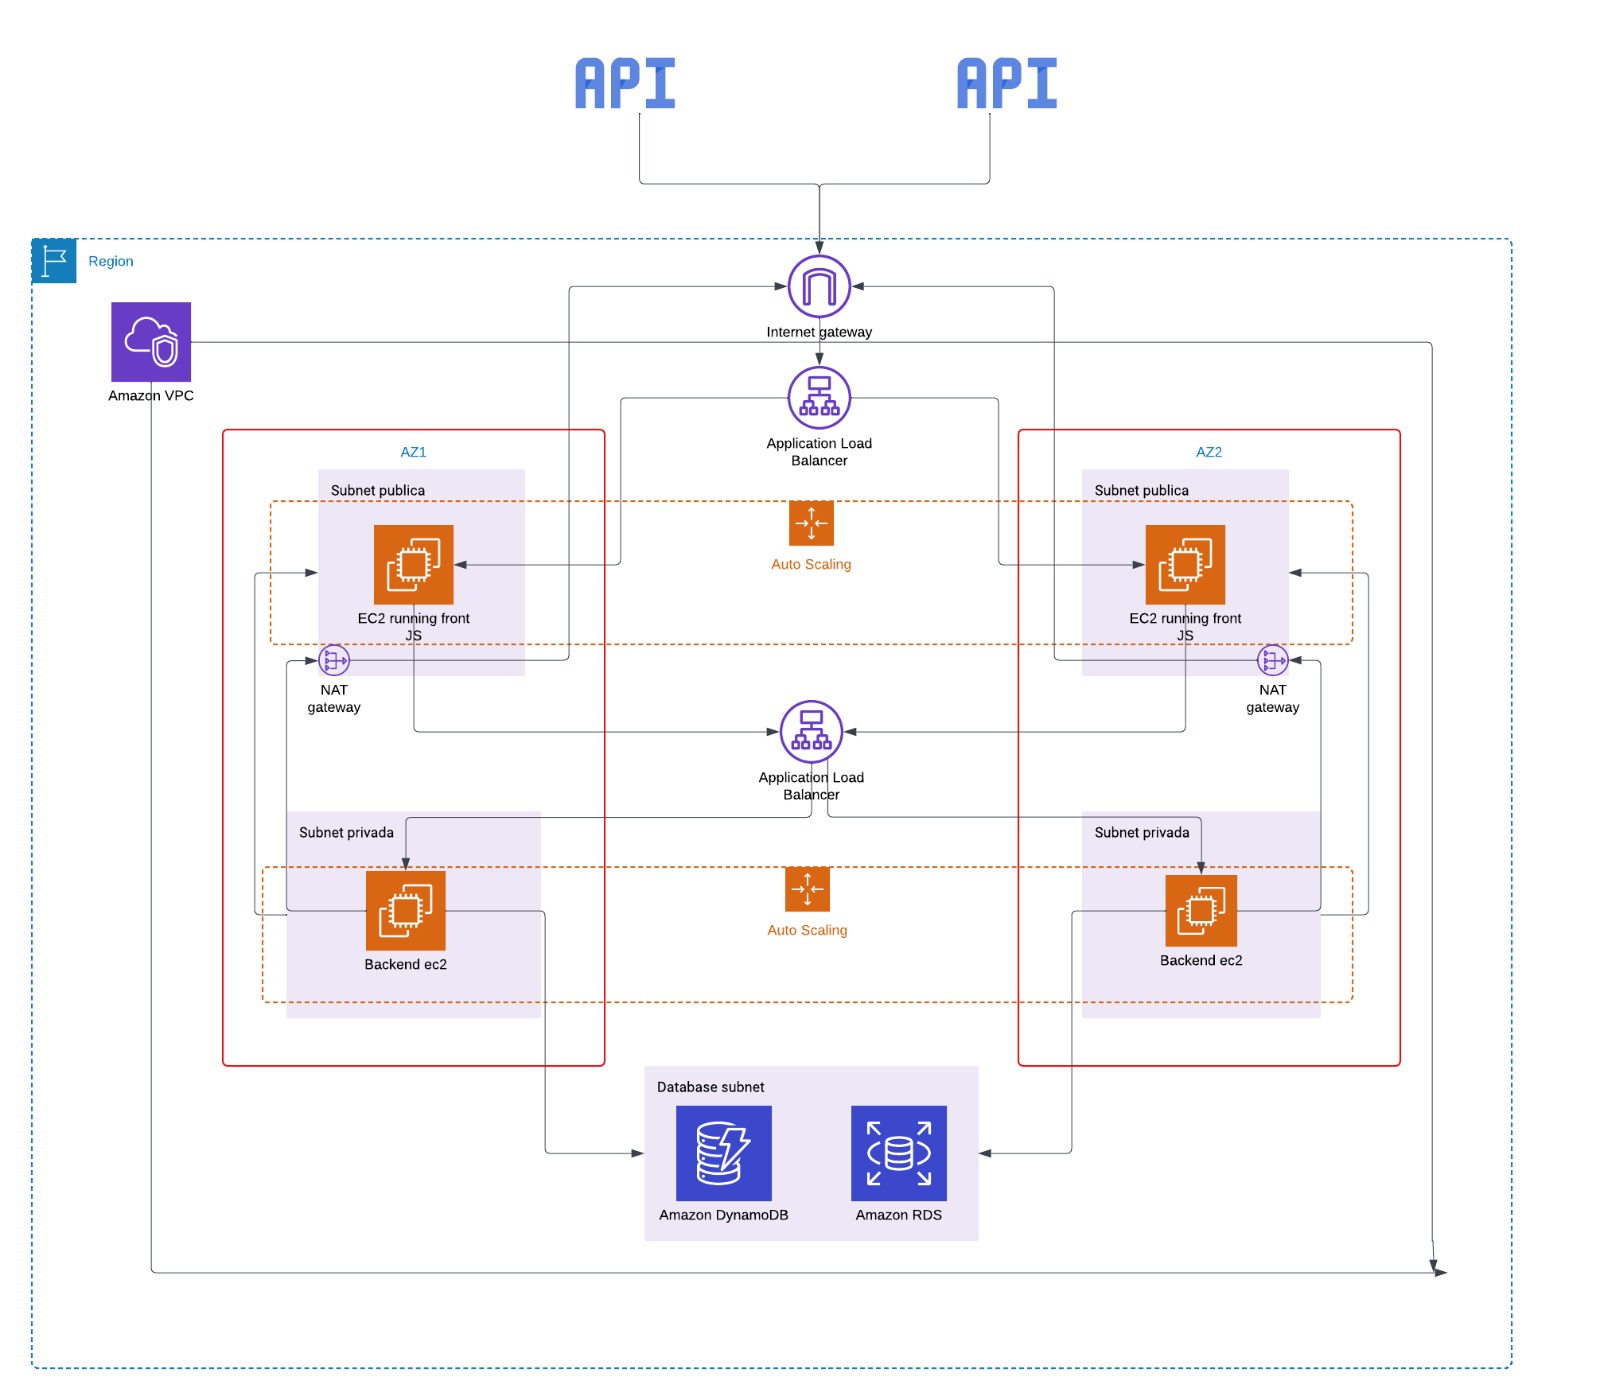 API
API
Region
Internet gateway
Amazon VPC
Application Load
Balancer
AZ1
AZ2
Subnet publica
Subnet publica
Auto Scaling
EC2 running front
JS
EC2 running front
JS
NAT
gateway
NAT
gateway
Application Load
Balancer
Subnet privada
Subnet privada
Auto Scaling
Backend ec2
Backend ec2
Database subnet
Amazon DynamoDB
Amazon RDS